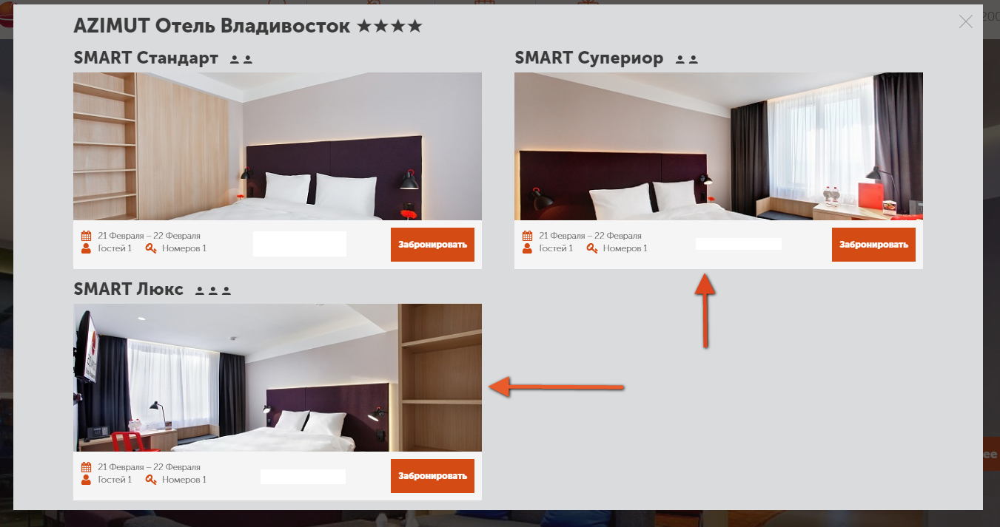 AZIMUT Отель Владивосток ★★★★
SMART Стандарт
21 Февраля – 22 Февраля
Гостей 1 Номеров 1
Забронировать
SMART Супериор
21 Февраля – 22 Февраля
Гостей 1 Номеров 1
Забронировать
SMART Люкс
21 Февраля – 22 Февраля
Гостей 1 Номеров 1
Забронировать